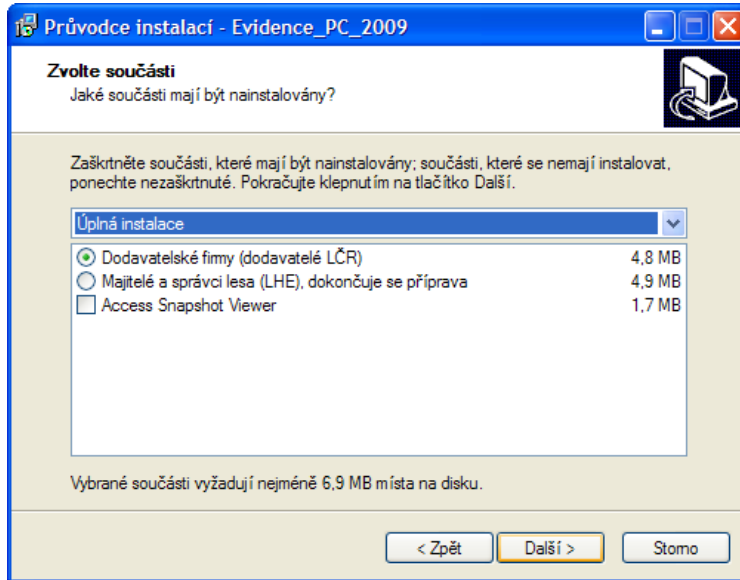 Průvodce instalací - Evidence_PC_2009
Zvolte součásti
Jaké součásti mají být nainstalovány?
Zaškrtněte součásti, které mají být nainstalovány; součásti, které se nemají instalovat,
ponechte nezaškrtnuté. Pokračujte klepnutím na tlačítko Další.
Úplná instalace
Dodavatelské firmy (dodavatelé LČR) 4,8 MB
Majitelé a správci lesa (LHE), dokončuje se příprava 4,9 MB
Access Snapshot Viewer 1,7 MB
Vybrané součásti vyžadují nejméně 6,9 MB místa na disku.
< Zpět Další > Storno